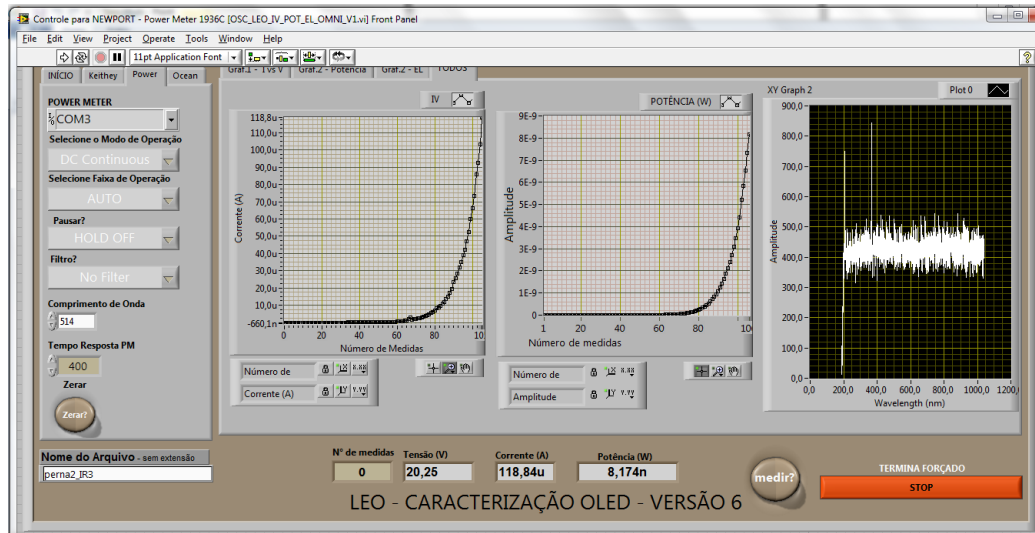 Controle para NEWPORT - Power Meter 1936C [OSC_LEO_IV_POT_EL_OMNI_V1.vi] Front Panel
File Edit View Project Operate Tools Window Help
11pt Application Font
INÍCIO Keithey Power Ocean
Graf.1 - I vs V Graf.2 - Potencia Graf.2 - EL TODOS
POWER METER
COM3
Selecione o Modo de Operação
DC Continuous
Selecione Faixa de Operação
AUTO
Pausar?
HOLD OFF
Filtro?
No Filter
Comprimento de Onda
514
Tempo Resposta PM
400
Zerar
Zerar?
Nome do Arquivo - sem extensão
perna2_IR3
IV
118,8u
110,0u
100,0u
90,0u
80,0u
70,0u
60,0u
50,0u
40,0u
30,0u
20,0u
10,0u
-660,1n
Corrente (A)
0 20 40 60 80 10
Número de Medidas
Número de
Corrente (A)
POTÊNCIA (W)
9E-9
8E-9
7E-9
6E-9
5E-9
4E-9
3E-9
2E-9
1E-9
0
Amplitude
1 20 40 60 80 10
Número de medidas
Número de
Amplitude
XY Graph 2
Plot 0
900,0
800,0
700,0
600,0
500,0
400,0
300,0
200,0
100,0
0,0
Amplitude
0,0 200,0 400,0 600,0 800,0 1000,0 1200,
Wavelength (nm)
N° de medidas Tensão (V) Corrente (A) Potência (W)
0 20,25 118,84u 8,174n
medir?
TERMINA FORÇADO
STOP
LEO - CARACTERIZAÇÃO OLED - VERSÃO 6